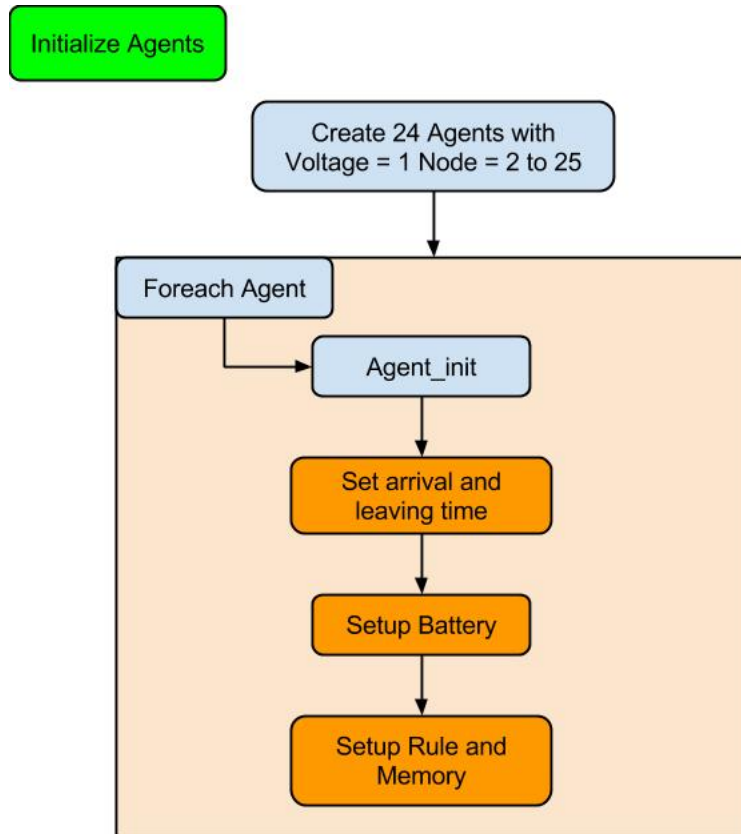 Initialize Agents
Create 24 Agents with
Voltage = 1 Node = 2 to 25
Foreach Agent
Agent_init
Set arrival and
leaving time
Setup Battery
Setup Rule and
Memory